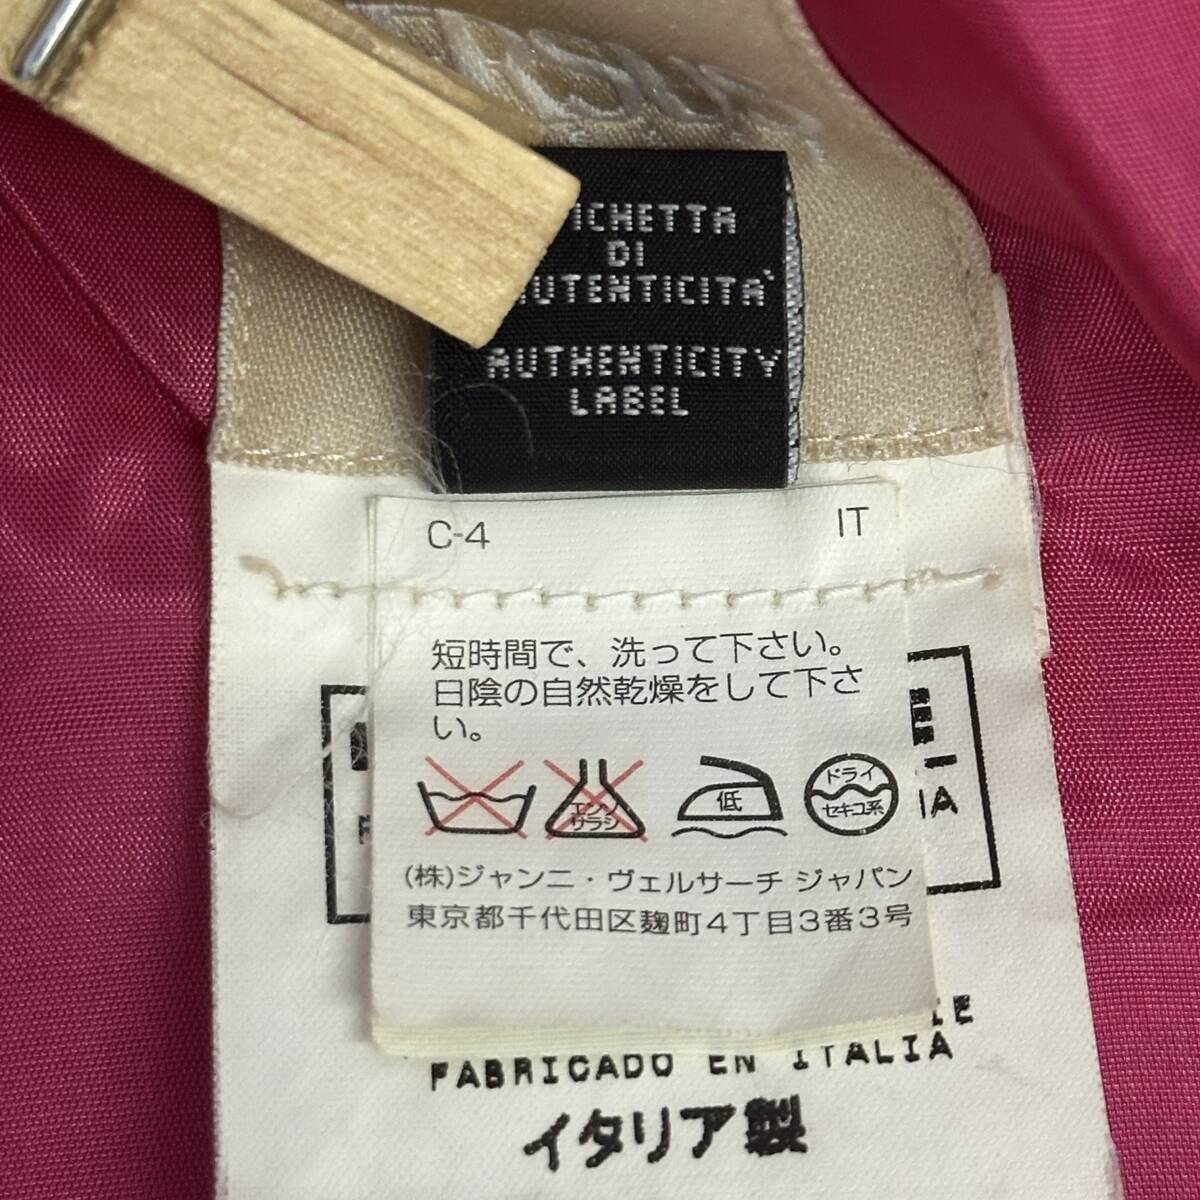 DI
AUTHENTICITY
LABEL
C-4 IT
短時間で、洗って下さい。
日陰の自然乾燥をして下さ
い。
低
ドライ
セキユ系
エンソ
サラシ
(株)ジャンニ・ヴェルサーチ ジャパン
東京都千代田区麹町4丁目3番3号
FABRICADO EN ITALIA
イタリア製